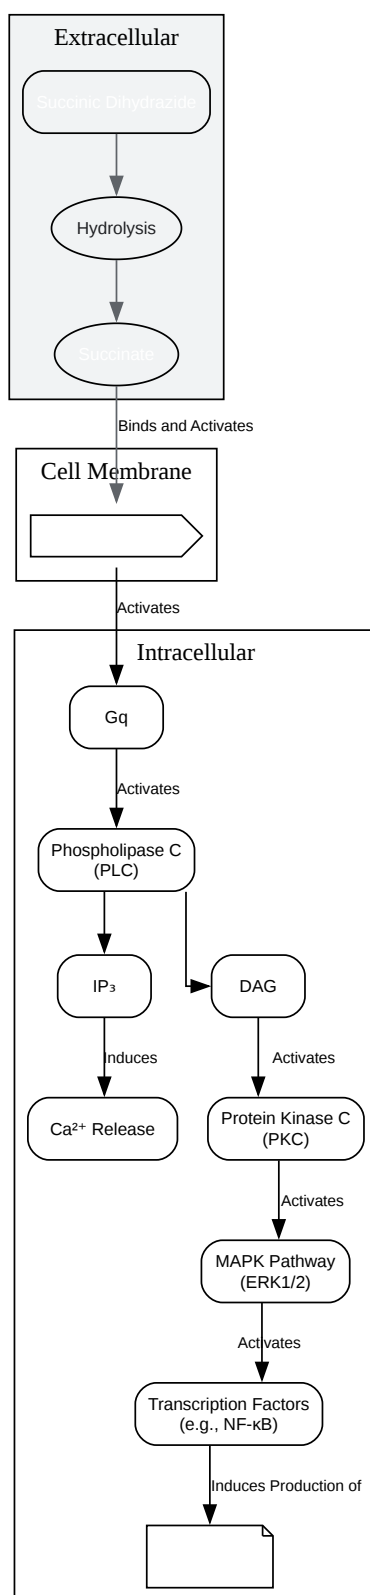 Extracellular
Succinic Dihydrazide
Hydrolysis
Succinate
Binds and Activates
Cell Membrane
Activates
Intracellular
Gq
Activates
Phospholipase C
(PLC)
IP₃
DAG
Induces
Activates
Ca²⁺ Release
Protein Kinase C
(PKC)
Activates
MAPK Pathway
(ERK1/2)
Activates
Transcription Factors
(e.g., NF-κB)
Induces Production of